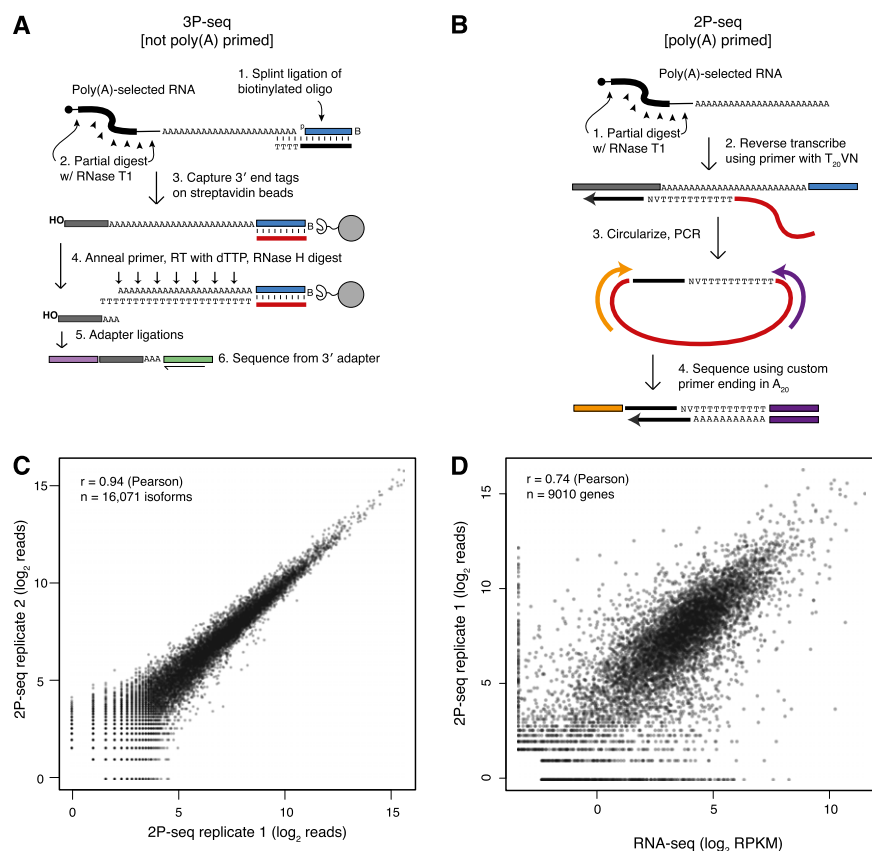 A
3P-seq
[not poly(A) primed]
Poly(A)-selected RNA
1. Splint ligation of
biotinylated oligo
AAAAAAAAAAAAAAAAAAAAAAA
p
B
TTTT
2. Partial digest
w/ RNase T1
3. Capture 3′ end tags
on streptavidin beads
HO
AAAAAAAAAAAAAAAAAAAAAAAA
B
4. Anneal primer, RT with dTTP, RNase H digest
AAAAAAAAAAAAAAAAAAAAAAA
B
TTTTTTTTTTTTTTTTTTTTTTTTTT
HO
AAA
5. Adapter ligations
AAA
6. Sequence from 3′ adapter
B
2P-seq
[poly(A) primed]
Poly(A)-selected RNA
AAAAAAAAAAAAAAAAAAAAAAA
1. Partial digest
w/ RNase T1
2. Reverse transcribe
using primer with T20VN
AAAAAAAAAAAAAAAAAAAAAAAAA
NVTTTTTTTTTTT
3. Circularize, PCR
NVTTTTTTTTTTT
4. Sequence using custom
primer ending in A20
NVTTTTTTTTTTT
AAAAAAAAAAA
C
r = 0.94 (Pearson)
n = 16,071 isoforms
2P-seq replicate 2 (log2 reads)
15
10
5
0
0
5
10
15
2P-seq replicate 1 (log2 reads)
D
r = 0.74 (Pearson)
n = 9010 genes
2P-seq replicate 1 (log2 reads)
15
10
5
0
0
5
10
RNA-seq (log2 RPKM)